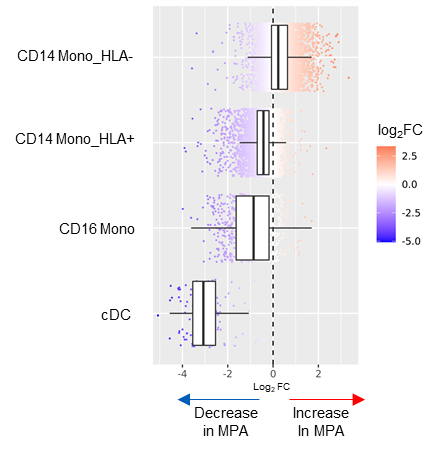 CD14 Mono_HLA-
CD14 Mono_HLA+
CD16 Mono
cDC
log2FC
2.5
0.0
-2.5
-5.0
-4 -2 0 2
Log2 FC
Decrease
in MPA
Increase
In MPA